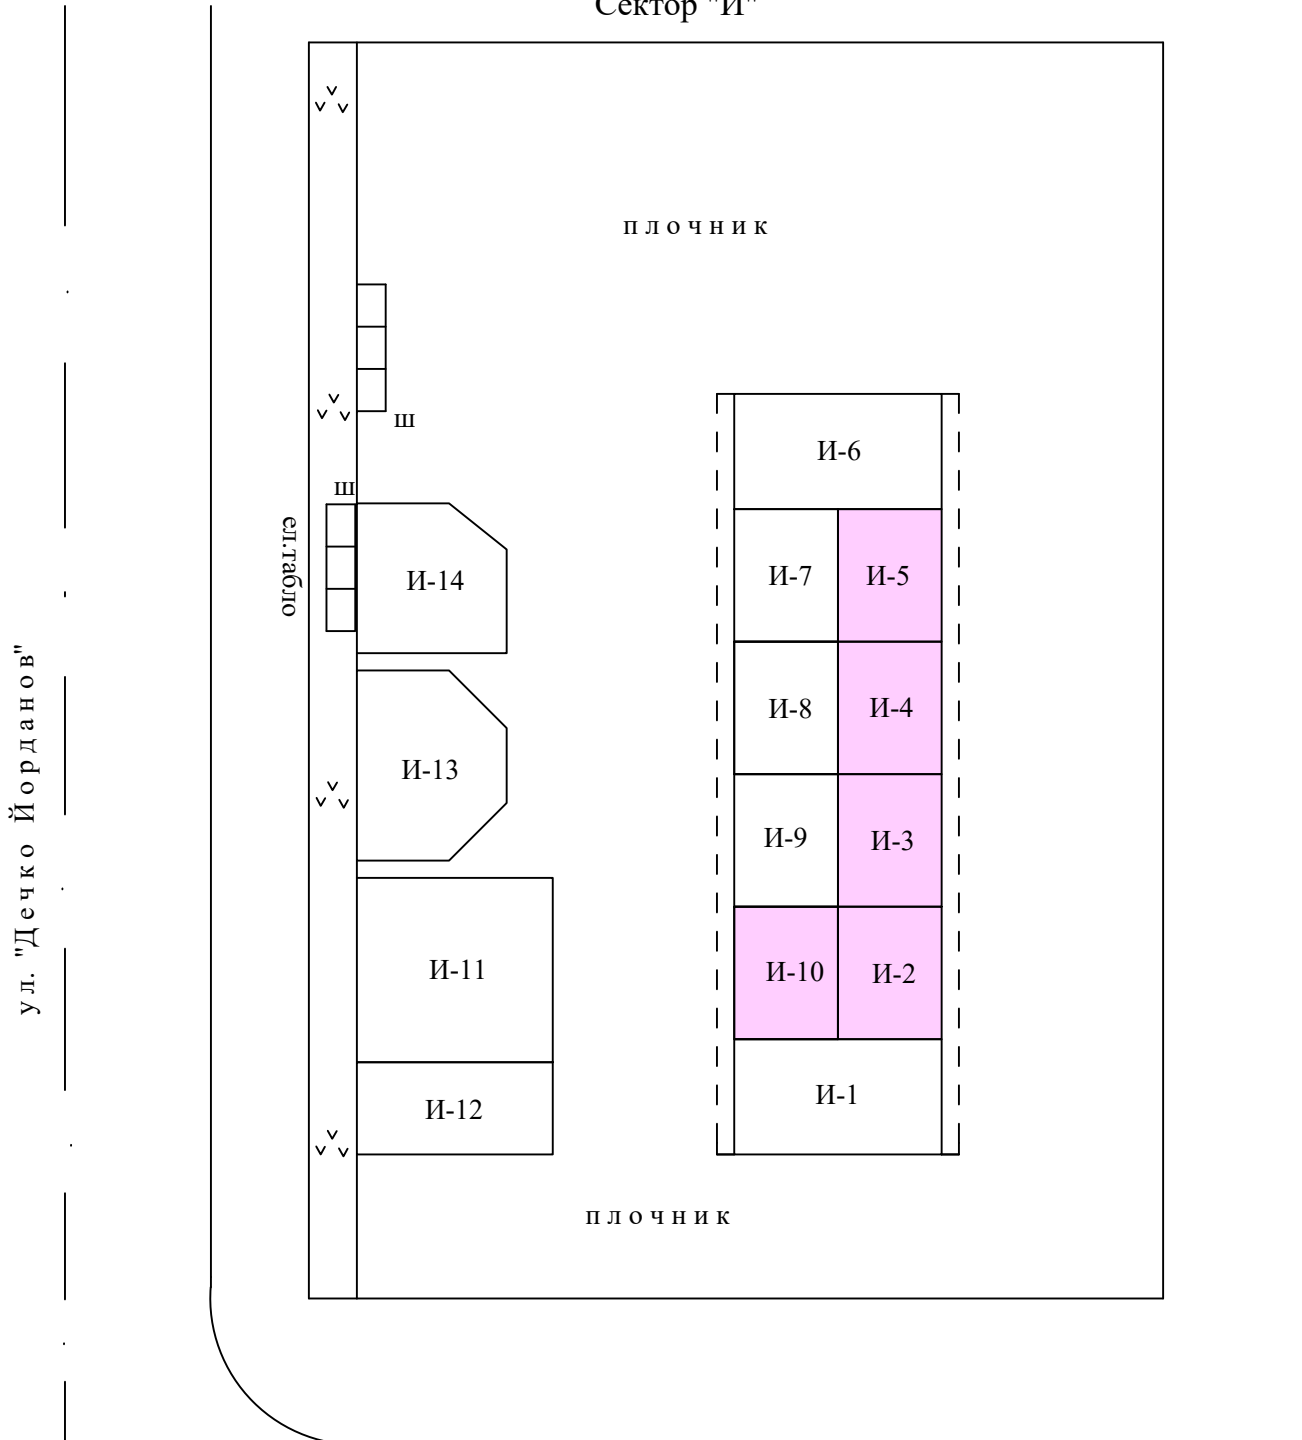 Сектор "И"
плочник
ш
И-6
ш
ел.табло
И-14
И-7
И-5
И-8
И-4
И-13
И-9
И-3
И-11
И-10
И-2
И-12
И-1
плочник
ул. "Дечко Йорданов"